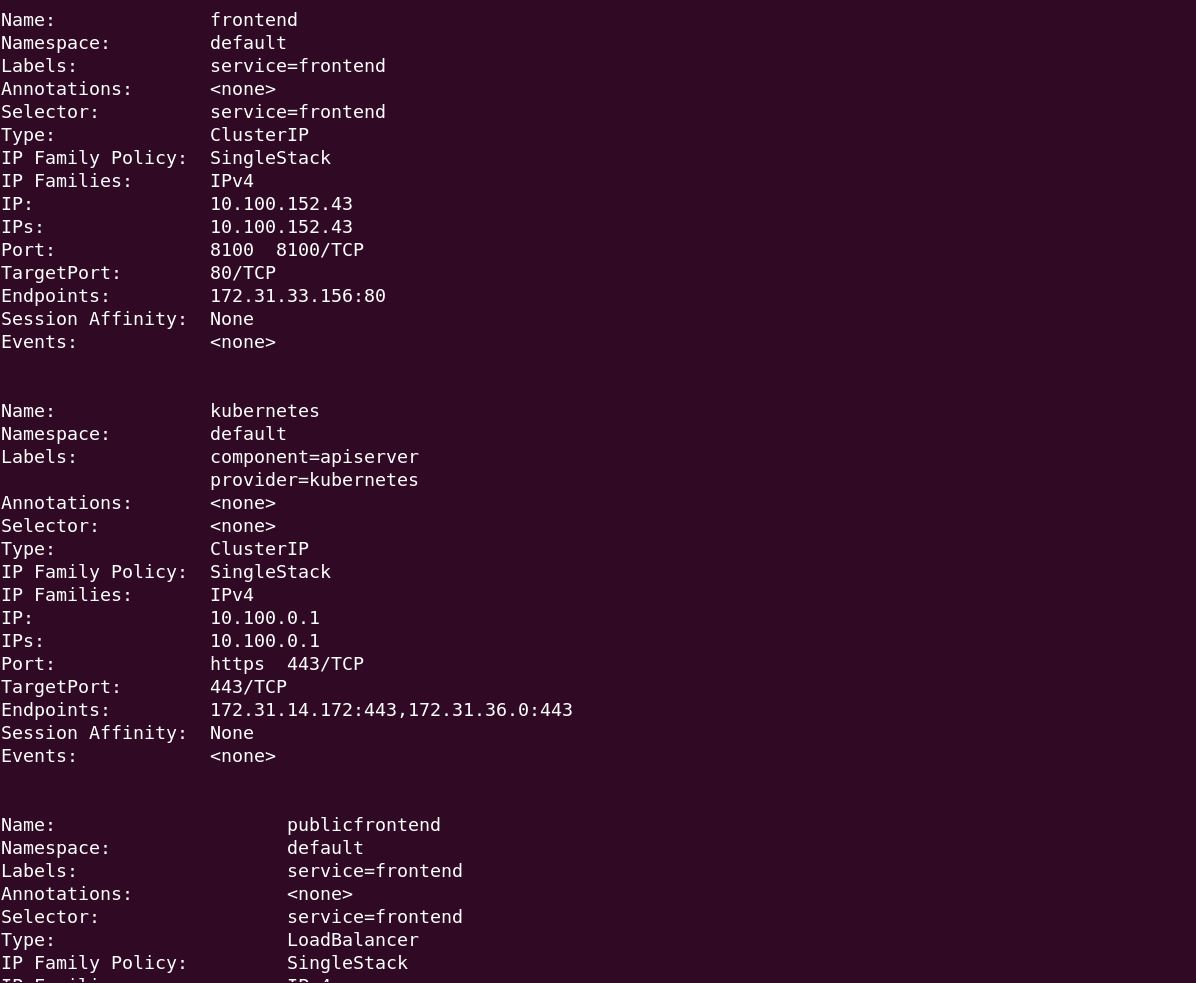 Name:              frontend
Namespace:         default
Labels:            service=frontend
Annotations:       <none>
Selector:          service=frontend
Type:              ClusterIP
IP Family Policy:  SingleStack
IP Families:       IPv4
IP:                10.100.152.43
IPs:               10.100.152.43
Port:              8100  8100/TCP
TargetPort:        80/TCP
Endpoints:         172.31.33.156:80
Session Affinity:  None
Events:            <none>
Name:              kubernetes
Namespace:         default
Labels:            component=apiserver
                   provider=kubernetes
Annotations:       <none>
Selector:          <none>
Type:              ClusterIP
IP Family Policy:  SingleStack
IP Families:       IPv4
IP:                10.100.0.1
IPs:               10.100.0.1
Port:              https  443/TCP
TargetPort:        443/TCP
Endpoints:         172.31.14.172:443,172.31.36.0:443
Session Affinity:  None
Events:            <none>
Name:                     publicfrontend
Namespace:                default
Labels:                   service=frontend
Annotations:              <none>
Selector:                 service=frontend
Type:                     LoadBalancer
IP Family Policy:         SingleStack